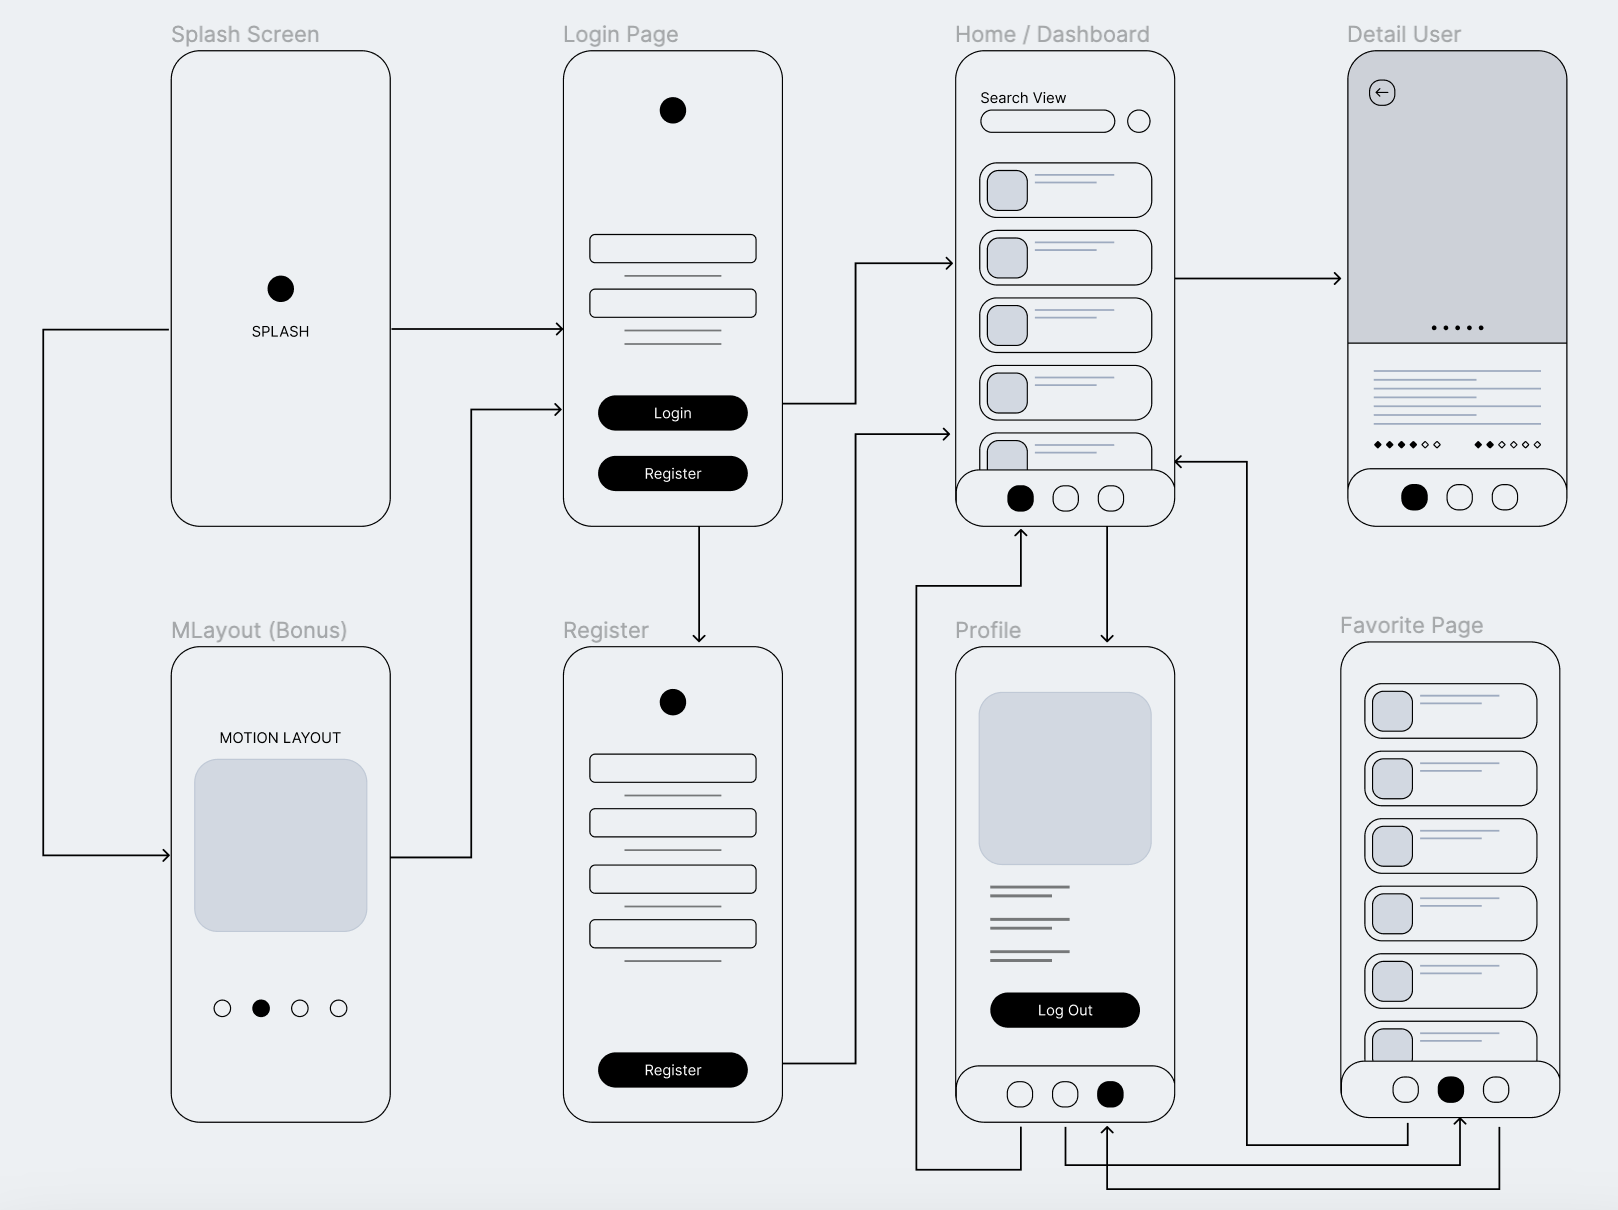 Splash Screen
Login Page
Home / Dashboard
Detail User
Search View
SPLASH
Login
Register
MLayout (Bonus)
Register
Profile
Favorite Page
MOTION LAYOUT
Log Out
Register